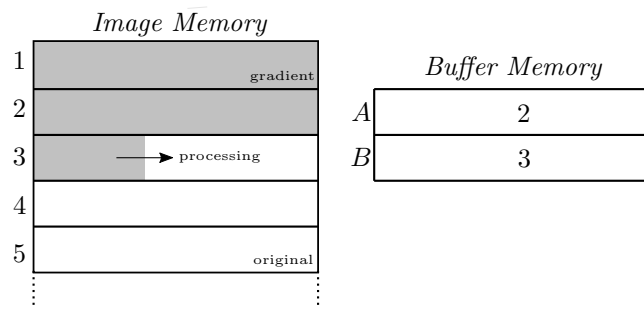 Image Memory
1
gradient
Buffer Memory
2
A 2
3 processing
B 3
4
5 original